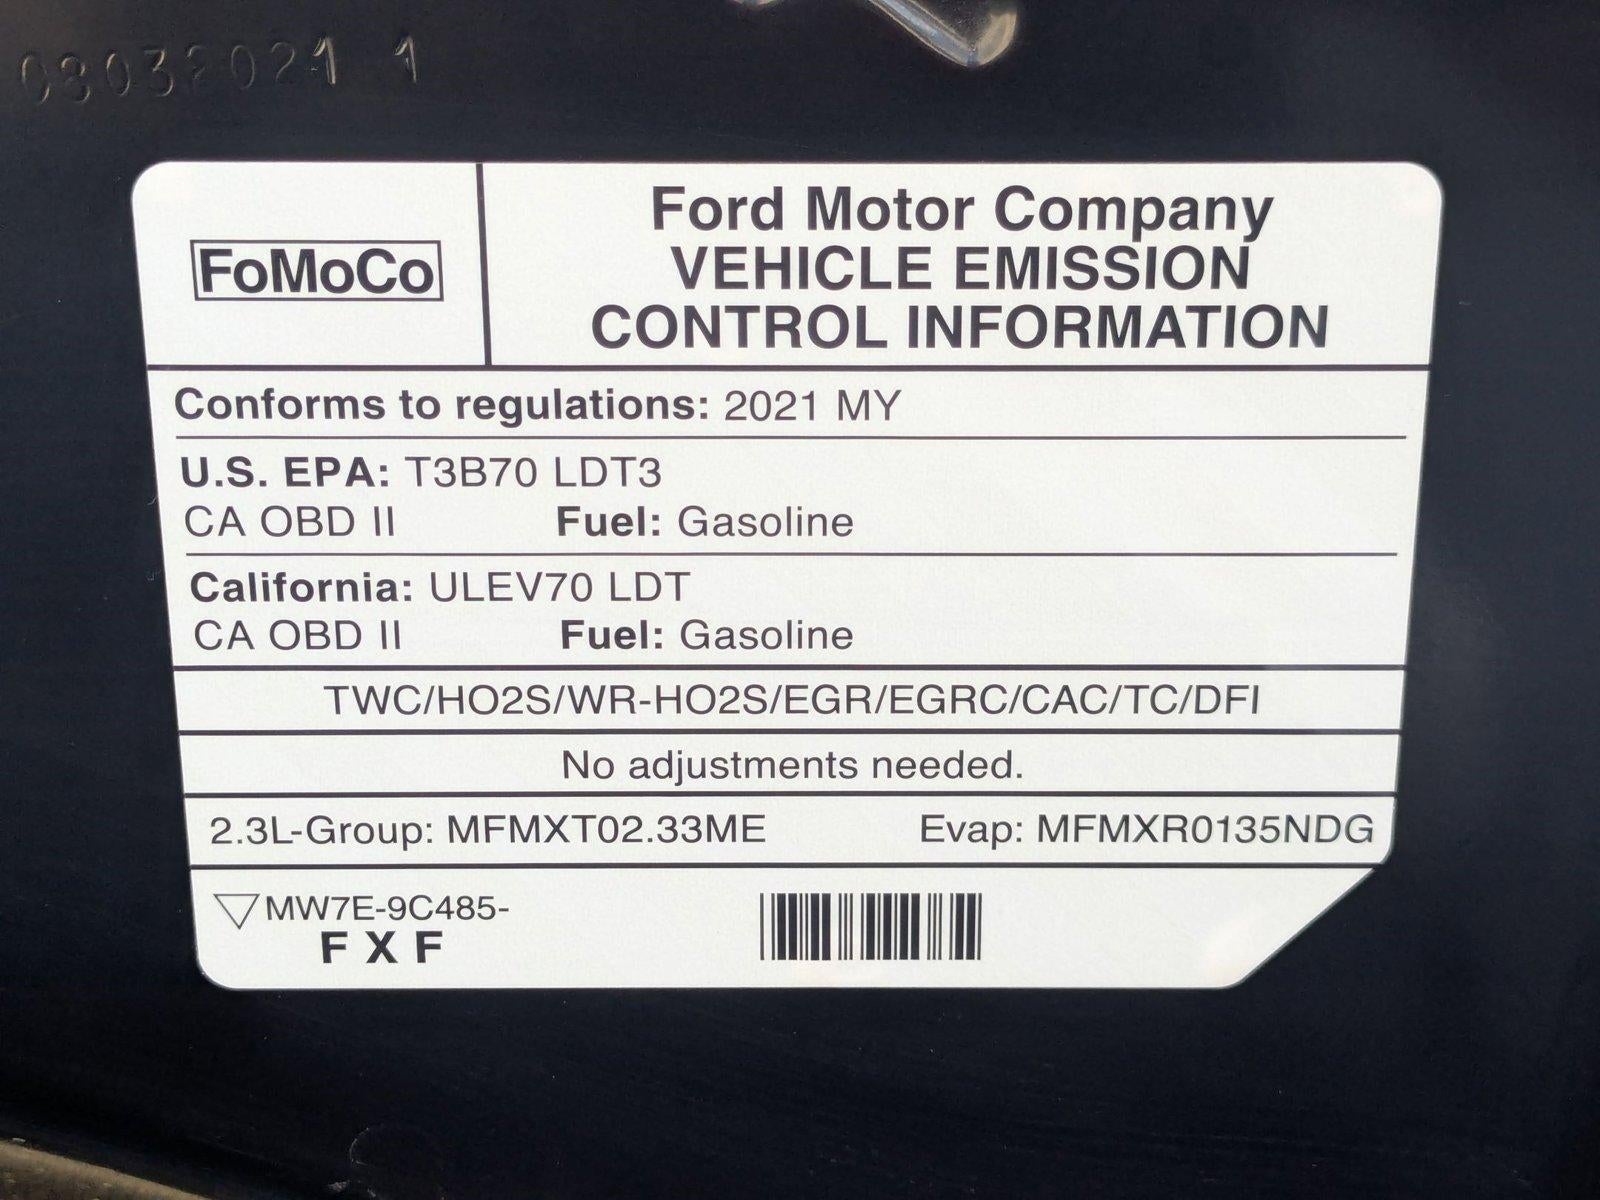 08032021 1
FoMoCo
Ford Motor Company
VEHICLE EMISSION
CONTROL INFORMATION
Conforms to regulations: 2021 MY
U.S. EPA: T3B70 LDT3
CA OBD II Fuel: Gasoline
California: ULEV70 LDT
CA OBD II Fuel: Gasoline
TWC/HO2S/WR-HO2S/EGR/EGRC/CAC/TC/DFI
No adjustments needed.
2.3L-Group: MFMXT02.33ME Evap: MFMXR0135NDG
MW7E-9C485-
F X F